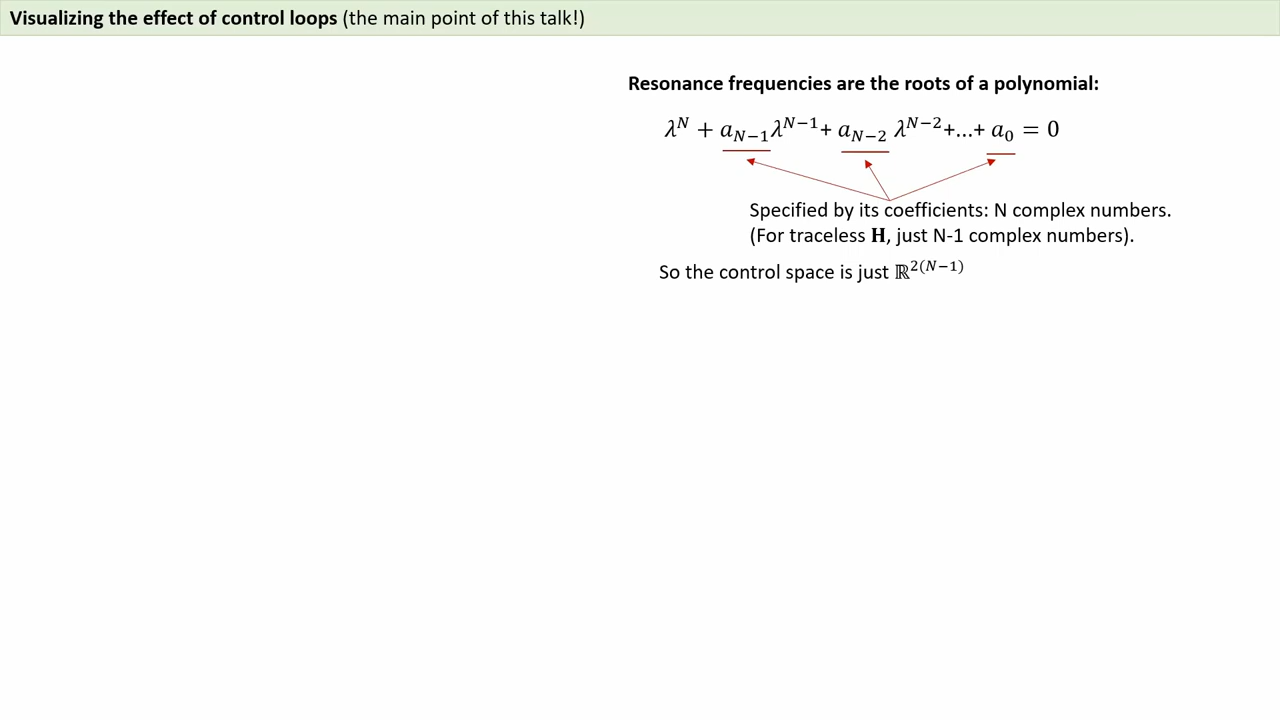 Visualizing the effect of control loops (the main point of this talk!)
Resonance frequencies are the roots of a polynomial:
𝜆^𝑁 + 𝑎_{𝑁−1}𝜆^{𝑁−1}+ 𝑎_{𝑁−2} 𝜆^{𝑁−2}+...+ 𝑎_0 = 0
Specified by its coefficients: N complex numbers.
(For traceless 𝐇, just N-1 complex numbers).
So the control space is just ℝ^{2(𝑁−1)}